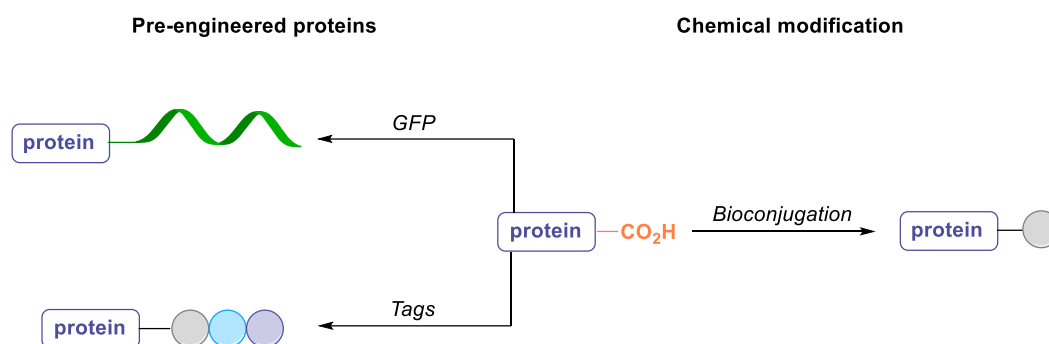 Pre-engineered proteins
Chemical modification
GFP
protein
Bioconjugation
protein
CO2H
protein
Tags
protein